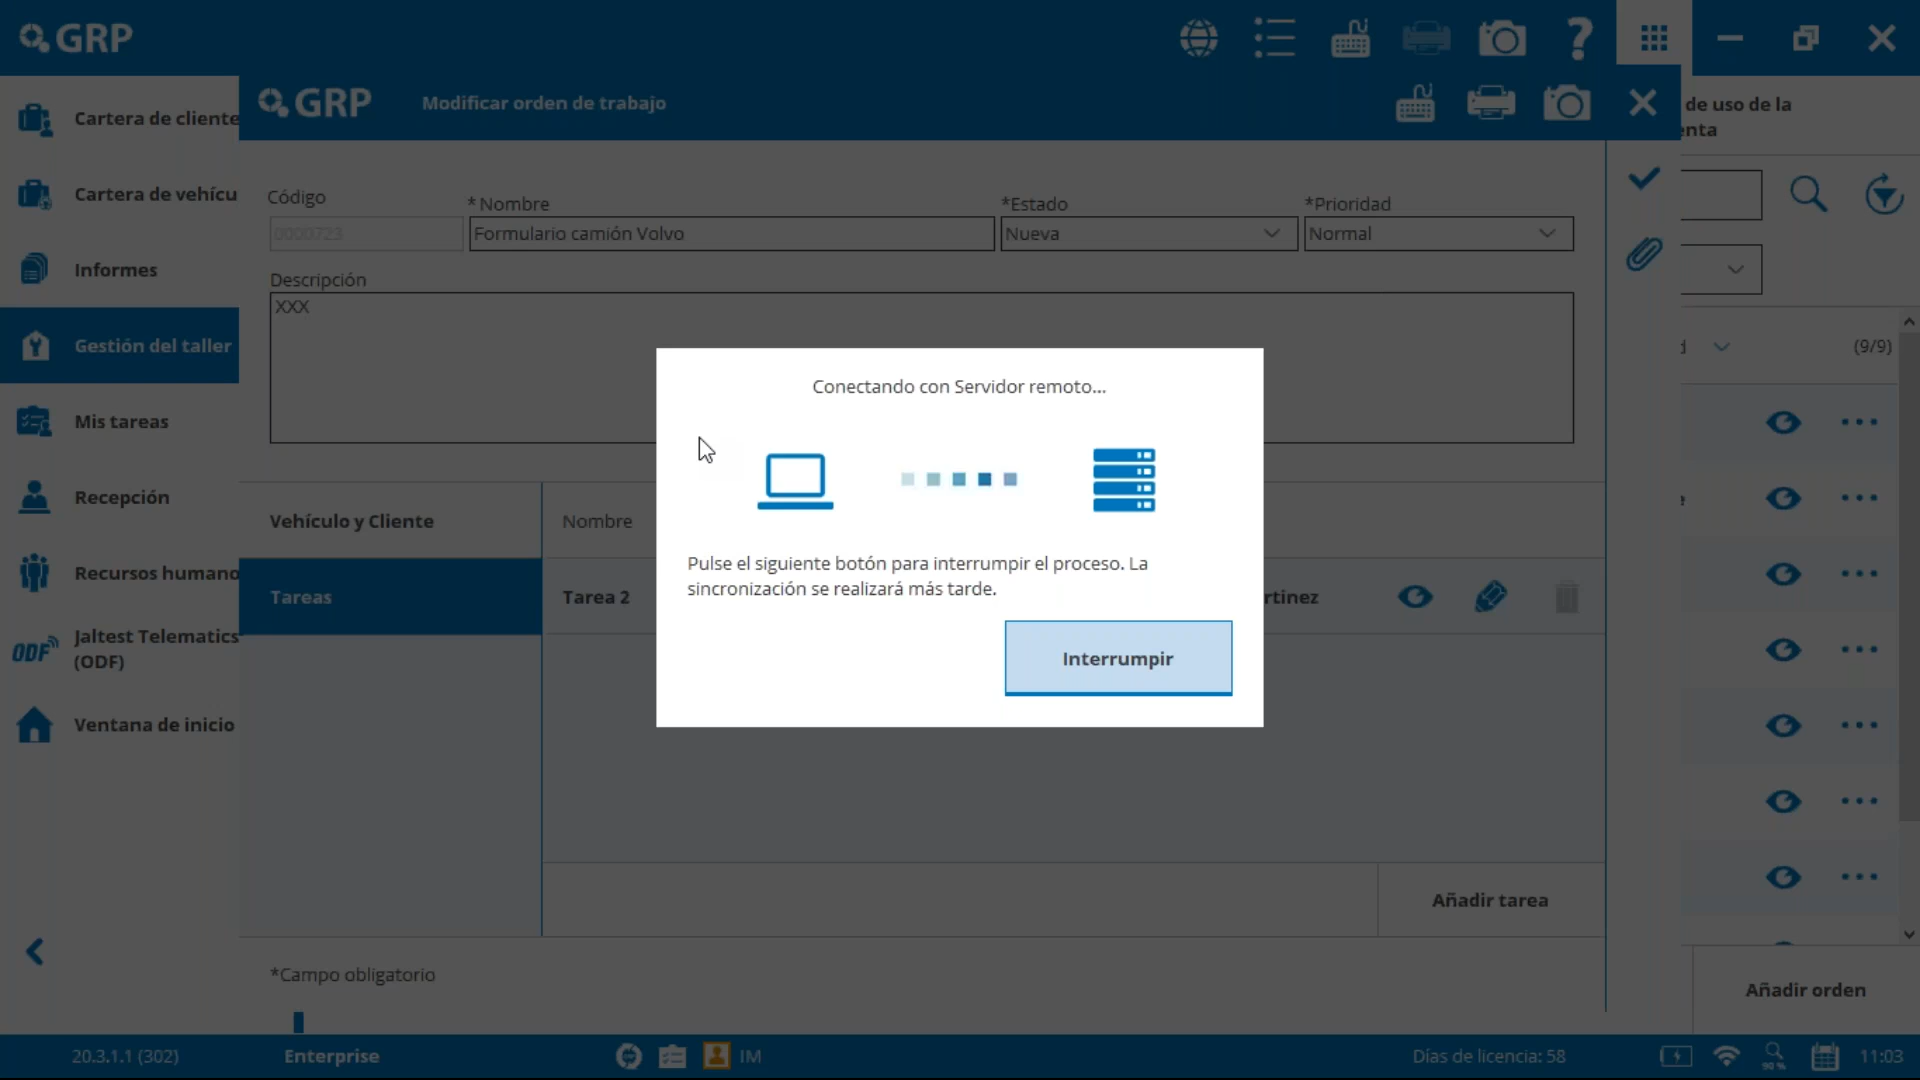 GRP
GRP
Modificar orden de trabajo
de uso de la
enta
Cartera de cliente
Cartera de vehícu
Informes
Gestión del taller
Mis tareas
Recepción
Recursos humano
ODF
Jaltest Telematics
(ODF)
Ventana de inicio
Código
*Nombre
*Estado
*Prioridad
0000723
Formulario camión Volvo
Nueva
Normal
Descripción
XXX
d
(9/9)
Conectando con Servidor remoto...
Pulse el siguiente botón para interrumpir el proceso. La
sincronización se realizará más tarde.
Interrumpir
Vehículo y Cliente
Nombre
Tareas
Tarea 2
rtinez
e
Añadir tarea
*Campo obligatorio
Añadir orden
20.3.1.1 (302)
Enterprise
IM
Días de licencia: 58
90 %
11:03